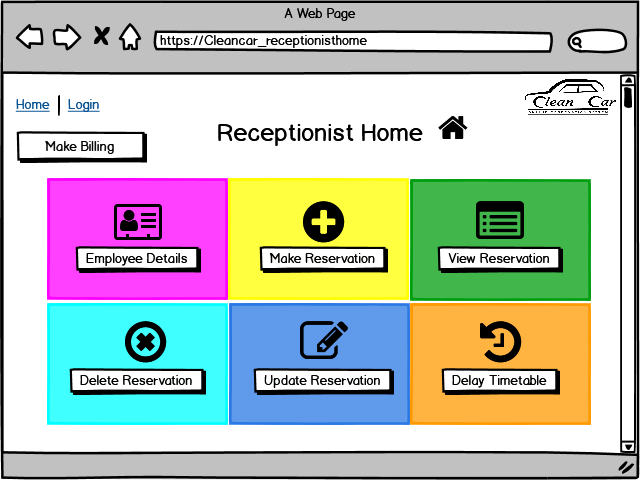 A Web Page
https://Cleancar_receptionisthome
Home | Login
Clean Car
Make Billing
Receptionist Home
Employee Details
Make Reservation
View Reservation
Delete Reservation
Update Reservation
Delay Timetable